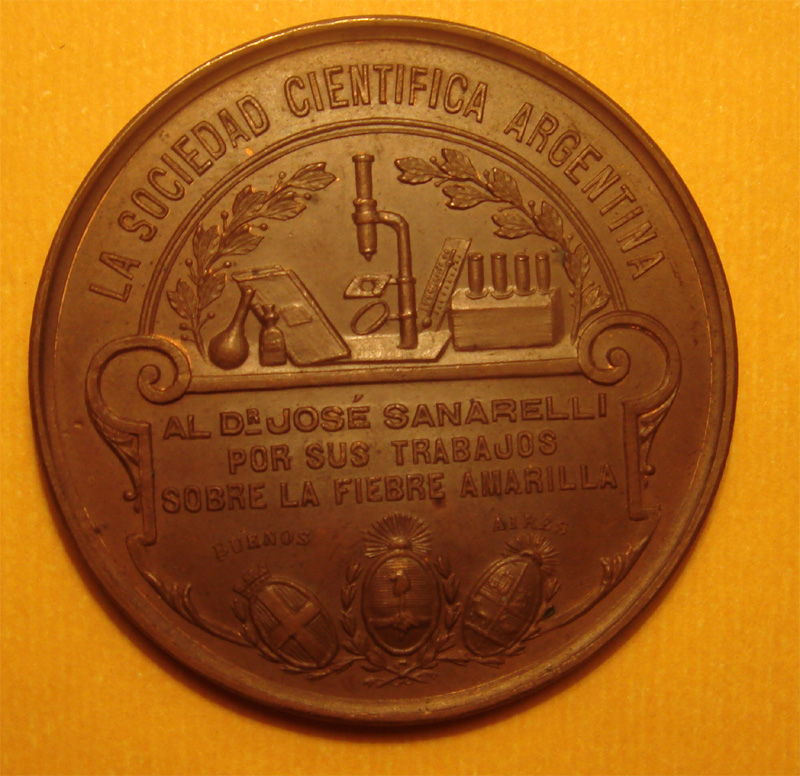 LA SOCIEDAD CIENTIFICA ARGENTINA
AL DR JOSÉ SANARELLI
POR SUS TRABAJOS
SOBRE LA FIEBRE AMARILLA
BUENOS AIRES